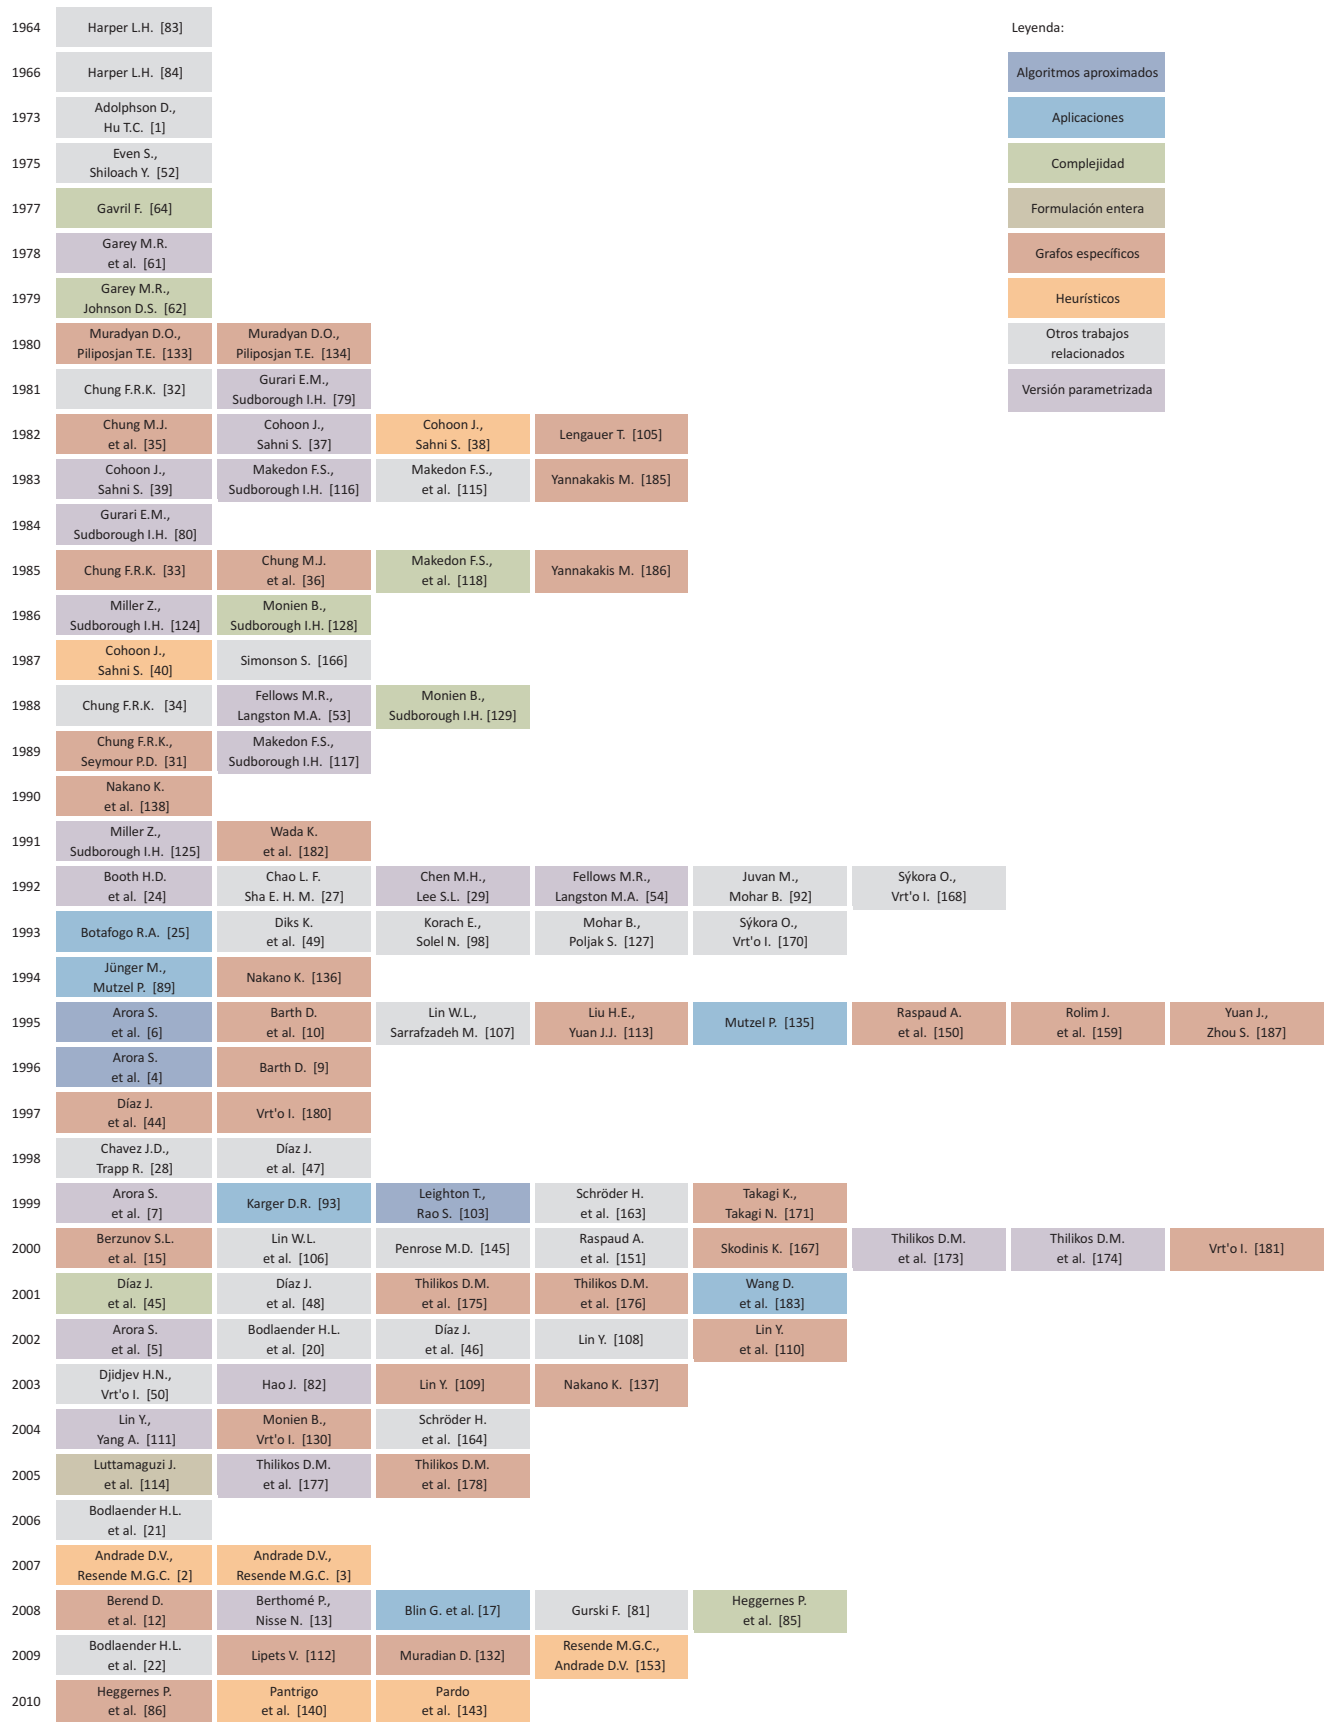 1964
Harper L.H.  [83]
Leyenda:
1966
Harper L.H.  [84]
Algoritmos aproximados
1973
Adolphson D.,
Hu T.C.  [1]
Aplicaciones
1975
Even S.,
Shiloach Y.  [52]
Complejidad
1977
Gavril F.  [64]
Formulación entera
1978
Garey M.R.
et al.  [61]
Grafos específicos
1979
Garey M.R.,
Johnson D.S.  [62]
Heurísticos
1980
Muradyan D.O.,
Piliposjan T.E.  [133]
Muradyan D.O.,
Piliposjan T.E.  [134]
Otros trabajos
relacionados
1981
Chung F.R.K.  [32]
Gurari E.M.,
Sudborough I.H.  [79]
Versión parametrizada
1982
Chung M.J.
et al.  [35]
Cohoon J.,
Sahni S.  [37]
Cohoon J.,
Sahni S.  [38]
Lengauer T.  [105]
1983
Cohoon J.,
Sahni S.  [39]
Makedon F.S.,
Sudborough I.H.  [116]
Makedon F.S.,
et al.  [115]
Yannakakis M.  [185]
1984
Gurari E.M.,
Sudborough I.H.  [80]
1985
Chung F.R.K.  [33]
Chung M.J.
et al.  [36]
Makedon F.S.,
et al.  [118]
Yannakakis M.  [186]
1986
Miller Z.,
Sudborough I.H.  [124]
Monien B.,
Sudborough I.H. [128]
1987
Cohoon J.,
Sahni S.  [40]
Simonson S.  [166]
1988
Chung F.R.K.   [34]
Fellows M.R.,
Langston M.A.  [53]
Monien B.,
Sudborough I.H. [129]
1989
Chung F.R.K.,
Seymour P.D.  [31]
Makedon F.S.,
Sudborough I.H.  [117]
1990
Nakano K.
et al.  [138]
1991
Miller Z.,
Sudborough I.H.  [125]
Wada K.
et al.  [182]
1992
Booth H.D.
et al.  [24]
Chao L. F.
Sha E. H. M.  [27]
Chen M.H.,
Lee S.L.  [29]
Fellows M.R.,
Langston M.A.  [54]
Juvan M.,
Mohar B.  [92]
Sýkora O.,
Vrt'o I.  [168]
1993
Botafogo R.A.  [25]
Diks K.
et al.  [49]
Korach E.,
Solel N.  [98]
Mohar B.,
Poljak S.  [127]
Sýkora O.,
Vrt'o I.  [170]
1994
Jünger M.,
Mutzel P.  [89]
Nakano K.  [136]
1995
Arora S.
et al.  [6]
Barth D.
et al.  [10]
Lin W.L.,
Sarrafzadeh M.  [107]
Liu H.E.,
Yuan J.J.  [113]
Mutzel P.  [135]
Raspaud A.
et al.  [150]
Rolim J.
et al.  [159]
Yuan J.,
Zhou S.  [187]
1996
Arora S.
et al.  [4]
Barth D.  [9]
1997
Díaz J.
et al.  [44]
Vrt'o I.  [180]
1998
Chavez J.D.,
Trapp R.  [28]
Díaz J.
et al.  [47]
1999
Arora S.
et al.  [7]
Karger D.R.  [93]
Leighton T.,
Rao S.  [103]
Schröder H.
et al.  [163]
Takagi K.,
Takagi N.  [171]
2000
Berzunov S.L.
et al.  [15]
Lin W.L.
et al.  [106]
Penrose M.D.  [145]
Raspaud A.
et al.  [151]
Skodinis K.  [167]
Thilikos D.M.
et al.  [173]
Thilikos D.M.
et al.  [174]
Vrt'o I.  [181]
2001
Díaz J.
et al.  [45]
Díaz J.
et al.  [48]
Thilikos D.M.
et al.  [175]
Thilikos D.M.
et al.  [176]
Wang D.
et al.  [183]
2002
Arora S.
et al.  [5]
Bodlaender H.L.
et al.  [20]
Díaz J.
et al.  [46]
Lin Y.  [108]
Lin Y.
et al.  [110]
2003
Djidjev H.N.,
Vrt'o I.  [50]
Hao J.  [82]
Lin Y.  [109]
Nakano K.  [137]
2004
Lin Y.,
Yang A.  [111]
Monien B.,
Vrt'o I.  [130]
Schröder H.
et al.  [164]
2005
Luttamaguzi J.
et al.  [114]
Thilikos D.M.
et al.  [177]
Thilikos D.M.
et al.  [178]
2006
Bodlaender H.L.
et al.  [21]
2007
Andrade D.V.,
Resende M.G.C.  [2]
Andrade D.V.,
Resende M.G.C.  [3]
2008
Berend D.
et al.  [12]
Berthomé P.,
Nisse N.  [13]
Blin G. et al. [17]
Gurski F.  [81]
Heggernes P.
et al.  [85]
2009
Bodlaender H.L.
et al.  [22]
Lipets V.  [112]
Muradian D. [132]
Resende M.G.C.,
Andrade D.V.  [153]
2010
Heggernes P.
et al.  [86]
Pantrigo
et al.  [140]
Pardo
et al.  [143]